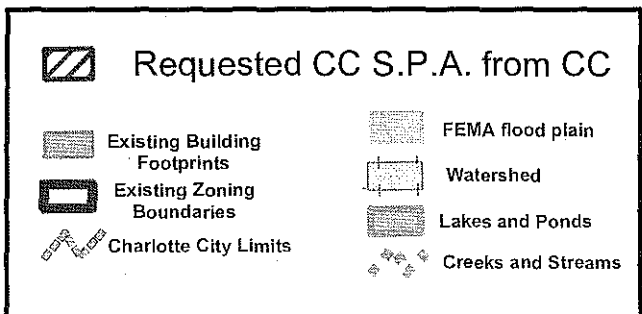 Requested CC S.P.A. from CC
Existing Building
Footprints
Existing Zoning
Boundaries
Charlotte City Limits
FEMA flood plain
Watershed
Lakes and Ponds
Creeks and Streams